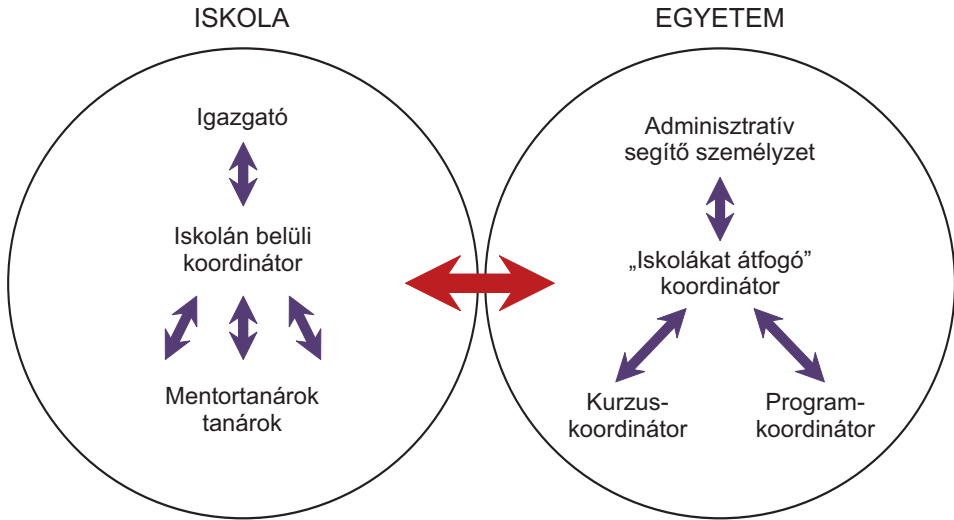 ISKOLA
Igazgató
Iskolán belüli
koordinátor
Mentortanárok
tanárok
EGYETEM
Adminisztratív
segítő személyzet
„Iskolákat átfogó”
koordinátor
Kurzus-
koordinátor
Program-
koordinátor